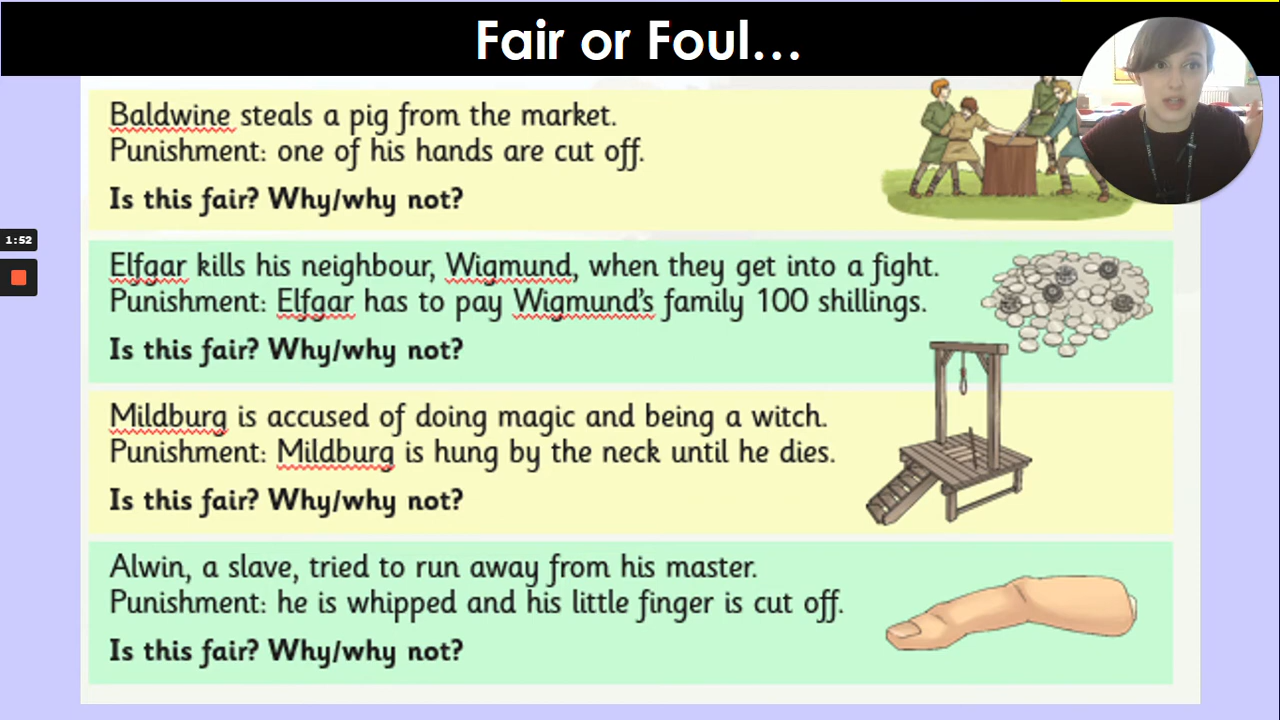 Fair or Foul...
Baldwine steals a pig from the market.
Punishment: one of his hands are cut off.
Is this fair? Why/why not?
1:52
Elfgar kills his neighbour, Wigmund, when they get into a fight.
Punishment: Elfgar has to pay Wigmund's family 100 shillings.
Is this fair? Why/why not?
Mildburg is accused of doing magic and being a witch.
Punishment: Mildburg is hung by the neck until he dies.
Is this fair? Why/why not?
Alwin, a slave, tried to run away from his master.
Punishment: he is whipped and his little finger is cut off.
Is this fair? Why/why not?